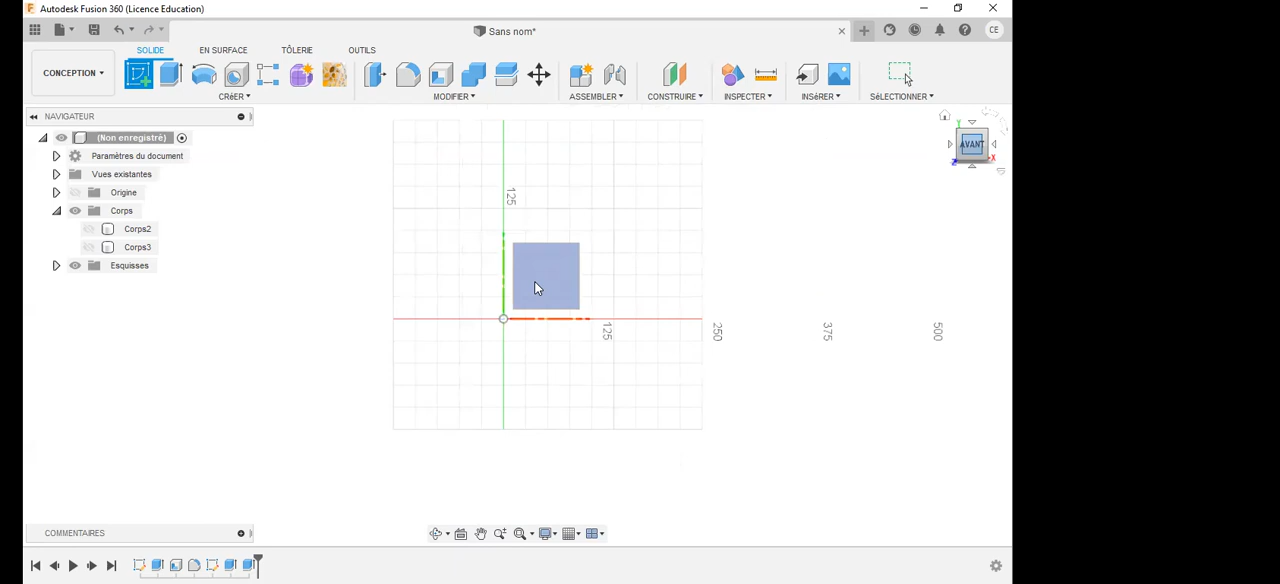 Autodesk Fusion 360 (Licence Education)
Sans nom*
CE
SOLIDE EN SURFACE TÔLERIE OUTILS
CONCEPTION
CRÉER MODIFIER ASSEMBLER CONSTRUIRE INSPECTER INSÉRER SÉLECTIONNER
NAVIGATEUR
(Non enregistré)
Paramètres du document
Vues existantes
Origine
Corps
Corps2
Corps3
Esquisses
Y
AVANT
X
Z
125
125
250
375
500
COMMENTAIRES